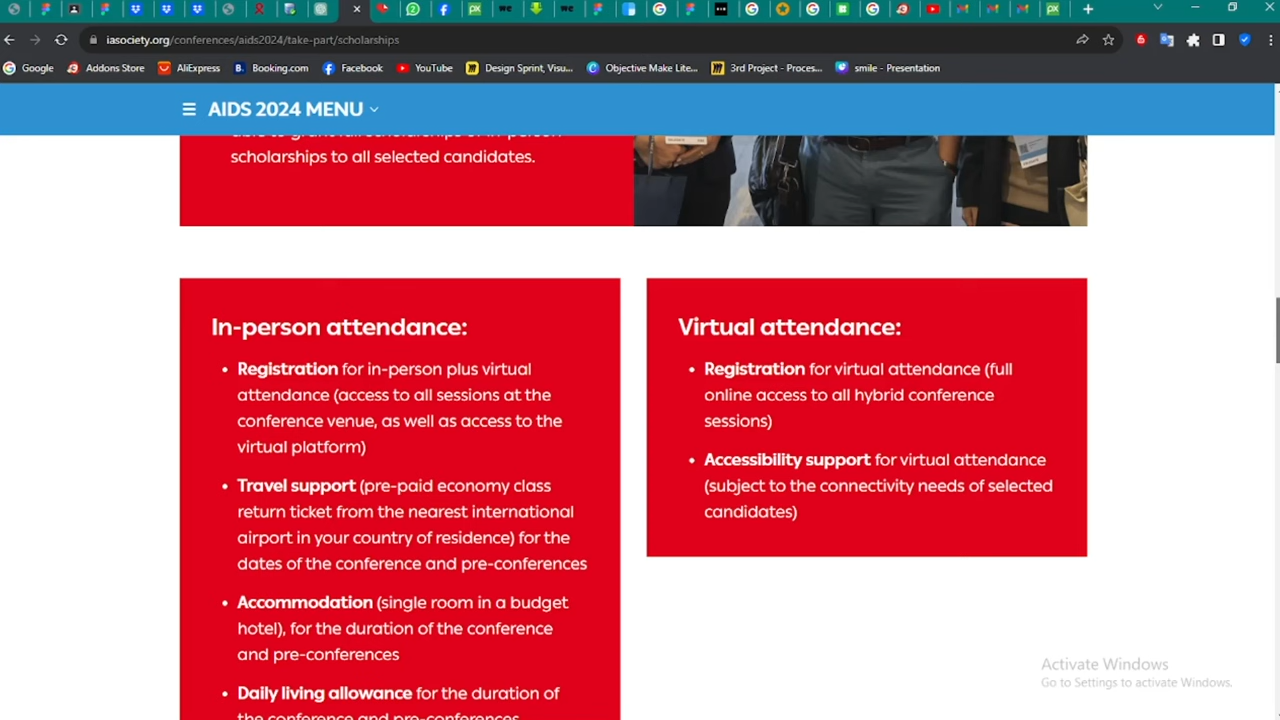 iasociety.org/conferences/aids2024/take-part/scholarships
Google Addons Store AliExpress Booking.com Facebook YouTube Design Sprint, Visu... Objective Make Lite... 3rd Project - Proces... smile - Presentation
AIDS 2024 MENU
scholarships to all selected candidates.
In-person attendance:
• Registration for in-person plus virtual
attendance (access to all sessions at the
conference venue, as well as access to the
virtual platform)
• Travel support (pre-paid economy class
return ticket from the nearest international
airport in your country of residence) for the
dates of the conference and pre-conferences
• Accommodation (single room in a budget
hotel), for the duration of the conference
and pre-conferences
• Daily living allowance for the duration of
the conference and pre-conferences
Virtual attendance:
• Registration for virtual attendance (full
online access to all hybrid conference
sessions)
• Accessibility support for virtual attendance
(subject to the connectivity needs of selected
candidates)
Activate Windows
Go to Settings to activate Windows.